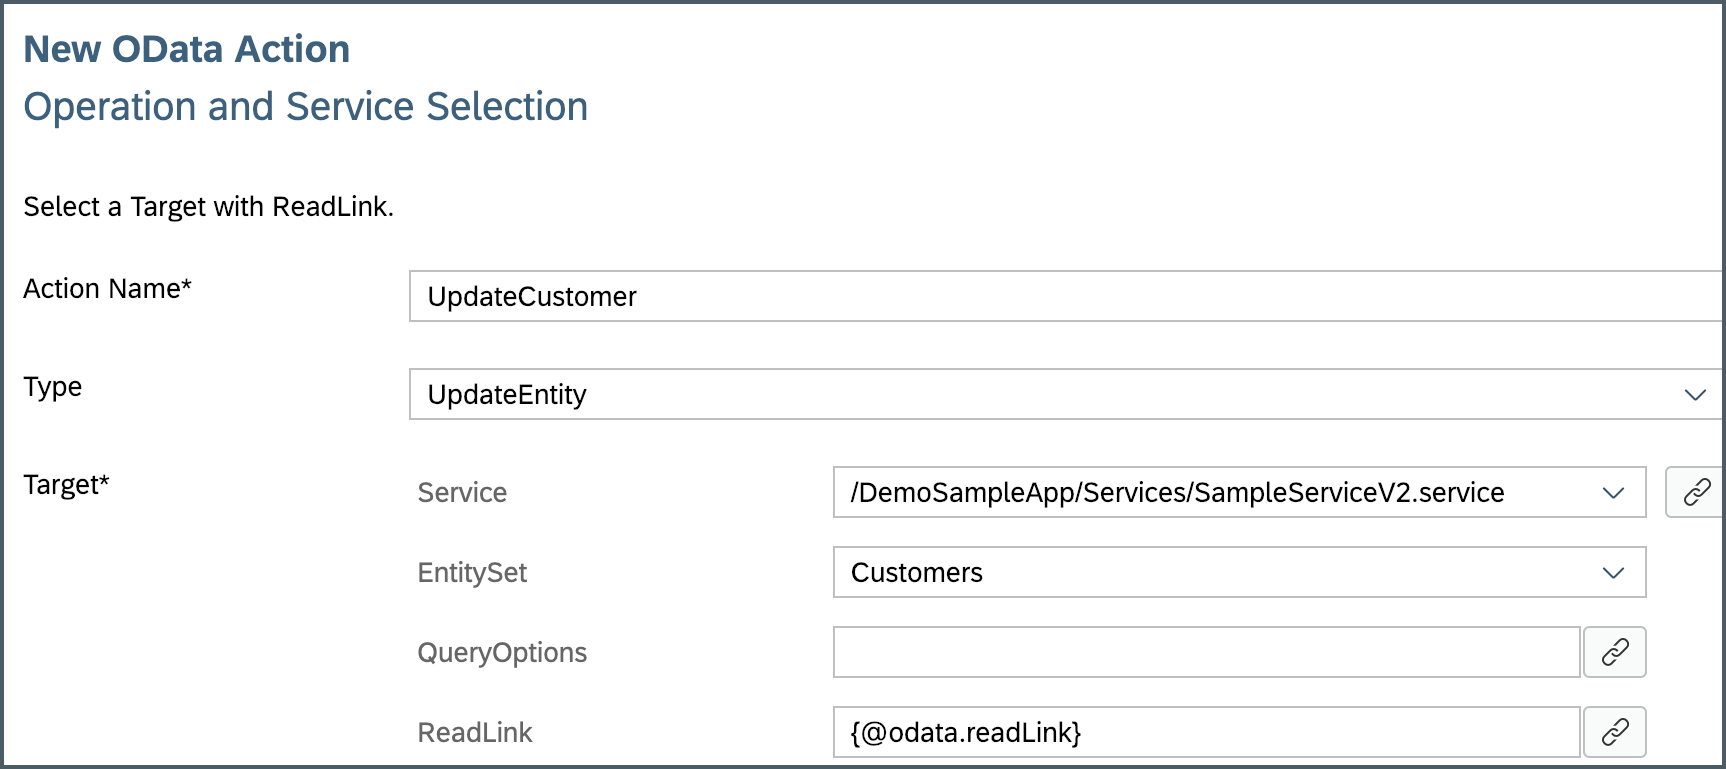 New OData Action
Operation and Service Selection
Select a Target with ReadLink.
Action Name*
UpdateCustomer
Type
UpdateEntity
Target*
Service
/DemoSampleApp/Services/SampleServiceV2.service
EntitySet
Customers
QueryOptions
ReadLink
{@odata.readLink}